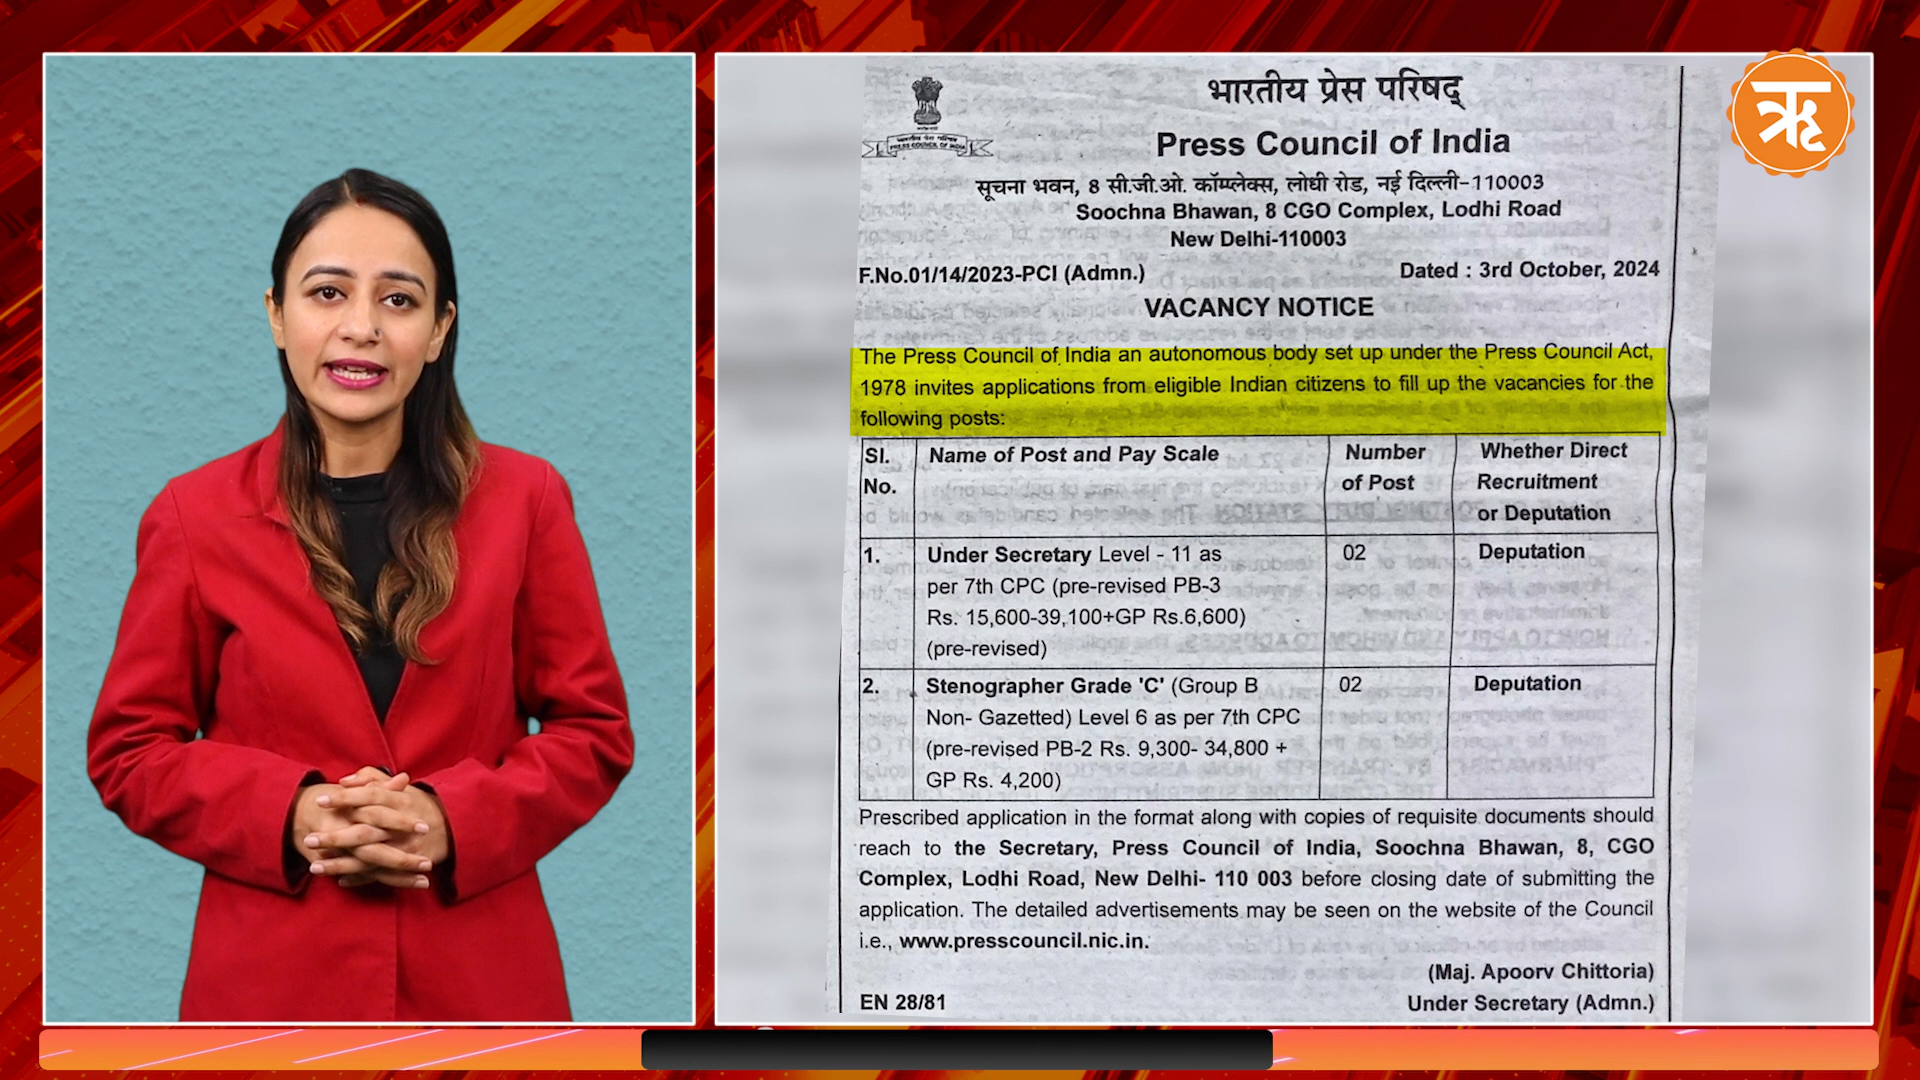 भारतीय प्रेस परिषद्
Press Council of India
भारतीय प्रेस परिषद
PRESS COUNCIL OF INDIA
सूचना भवन, 8 सी.जी.ओ. कॉम्प्लेक्स, लोधी रोड, नई दिल्ली-110003
Soochna Bhawan, 8 CGO Complex, Lodhi Road
New Delhi-110003
F.No.01/14/2023-PCI (Admn.) Dated : 3rd October, 2024
VACANCY NOTICE
The Press Council of India an autonomous body set up under the Press Council Act,
1978 invites applications from eligible Indian citizens to fill up the vacancies for the
following posts:
Sl. No. Name of Post and Pay Scale Number of Post Whether Direct Recruitment or Deputation
1. Under Secretary Level - 11 as 02 Deputation
per 7th CPC (pre-revised PB-3
Rs. 15,600-39,100+GP Rs.6,600)
(pre-revised)
2. Stenographer Grade 'C' (Group B 02 Deputation
Non- Gazetted) Level 6 as per 7th CPC
(pre-revised PB-2 Rs. 9,300- 34,800 +
GP Rs. 4,200)
Prescribed application in the format along with copies of requisite documents should
reach to the Secretary, Press Council of India, Soochna Bhawan, 8, CGO
Complex, Lodhi Road, New Delhi- 110 003 before closing date of submitting the
application. The detailed advertisements may be seen on the website of the Council
i.e., www.presscouncil.nic.in.
(Maj. Apoorv Chittoria)
EN 28/81 Under Secretary (Admn.)
ऋ